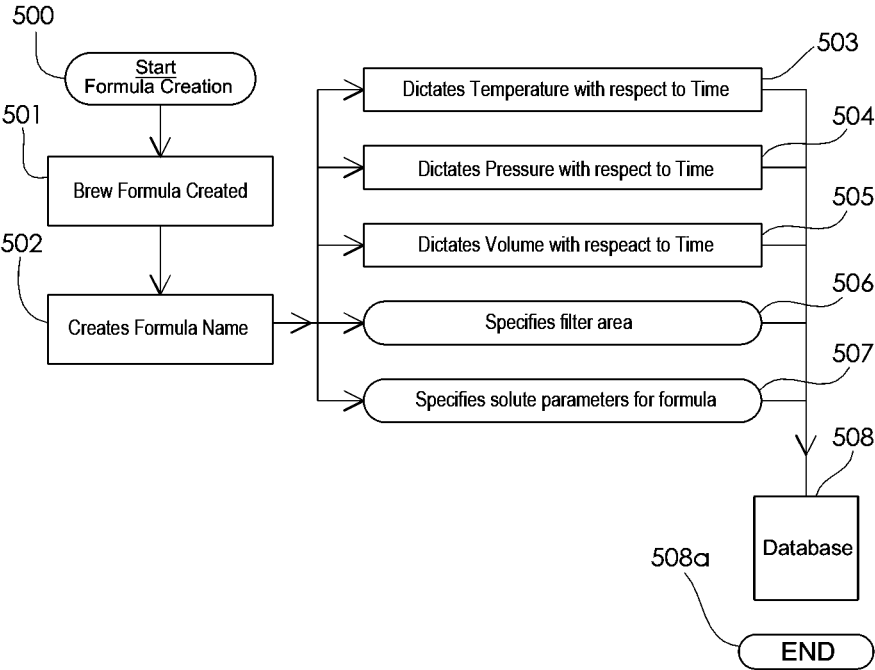 500
Start
Formula Creation
501
Brew Formula Created
502
Creates Formula Name
503
Dictates Temperature with respect to Time
504
Dictates Pressure with respect to Time
505
Dictates Volume with respeact to Time
506
Specifies filter area
507
Specifies solute parameters for formula
508
Database
508a
END